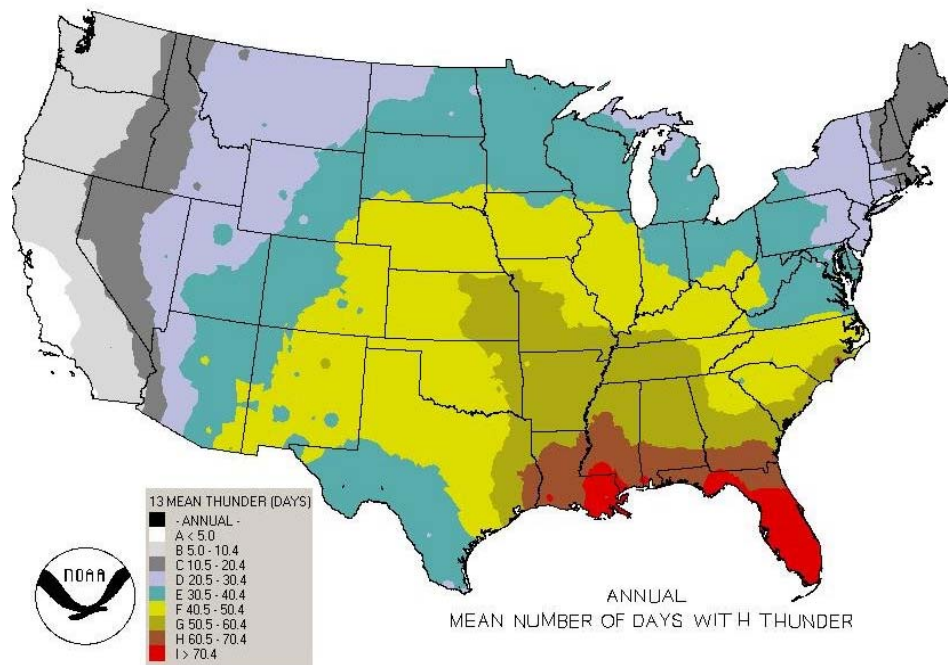 13 MEAN THUNDER (DAYS)
- ANNUAL -
A < 5.0
B 5.0 - 10.4
C 10.5 - 20.4
D 20.5 - 30.4
E 30.5 - 40.4
F 40.5 - 50.4
G 50.5 - 60.4
H 60.5 - 70.4
I > 70.4
NOAA
ANNUAL
MEAN NUMBER OF DAYS WITH THUNDER